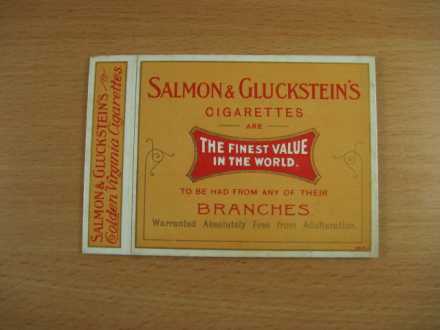 SALMON & GLUCKSTEIN'S
Golden Virginia Cigarettes
SALMON & GLUCKSTEIN'S
CIGARETTES
ARE
THE FINEST VALUE
IN THE WORLD.
TO BE HAD FROM ANY OF THEIR
BRANCHES
Warranted Absolutely Free from Adulteration.